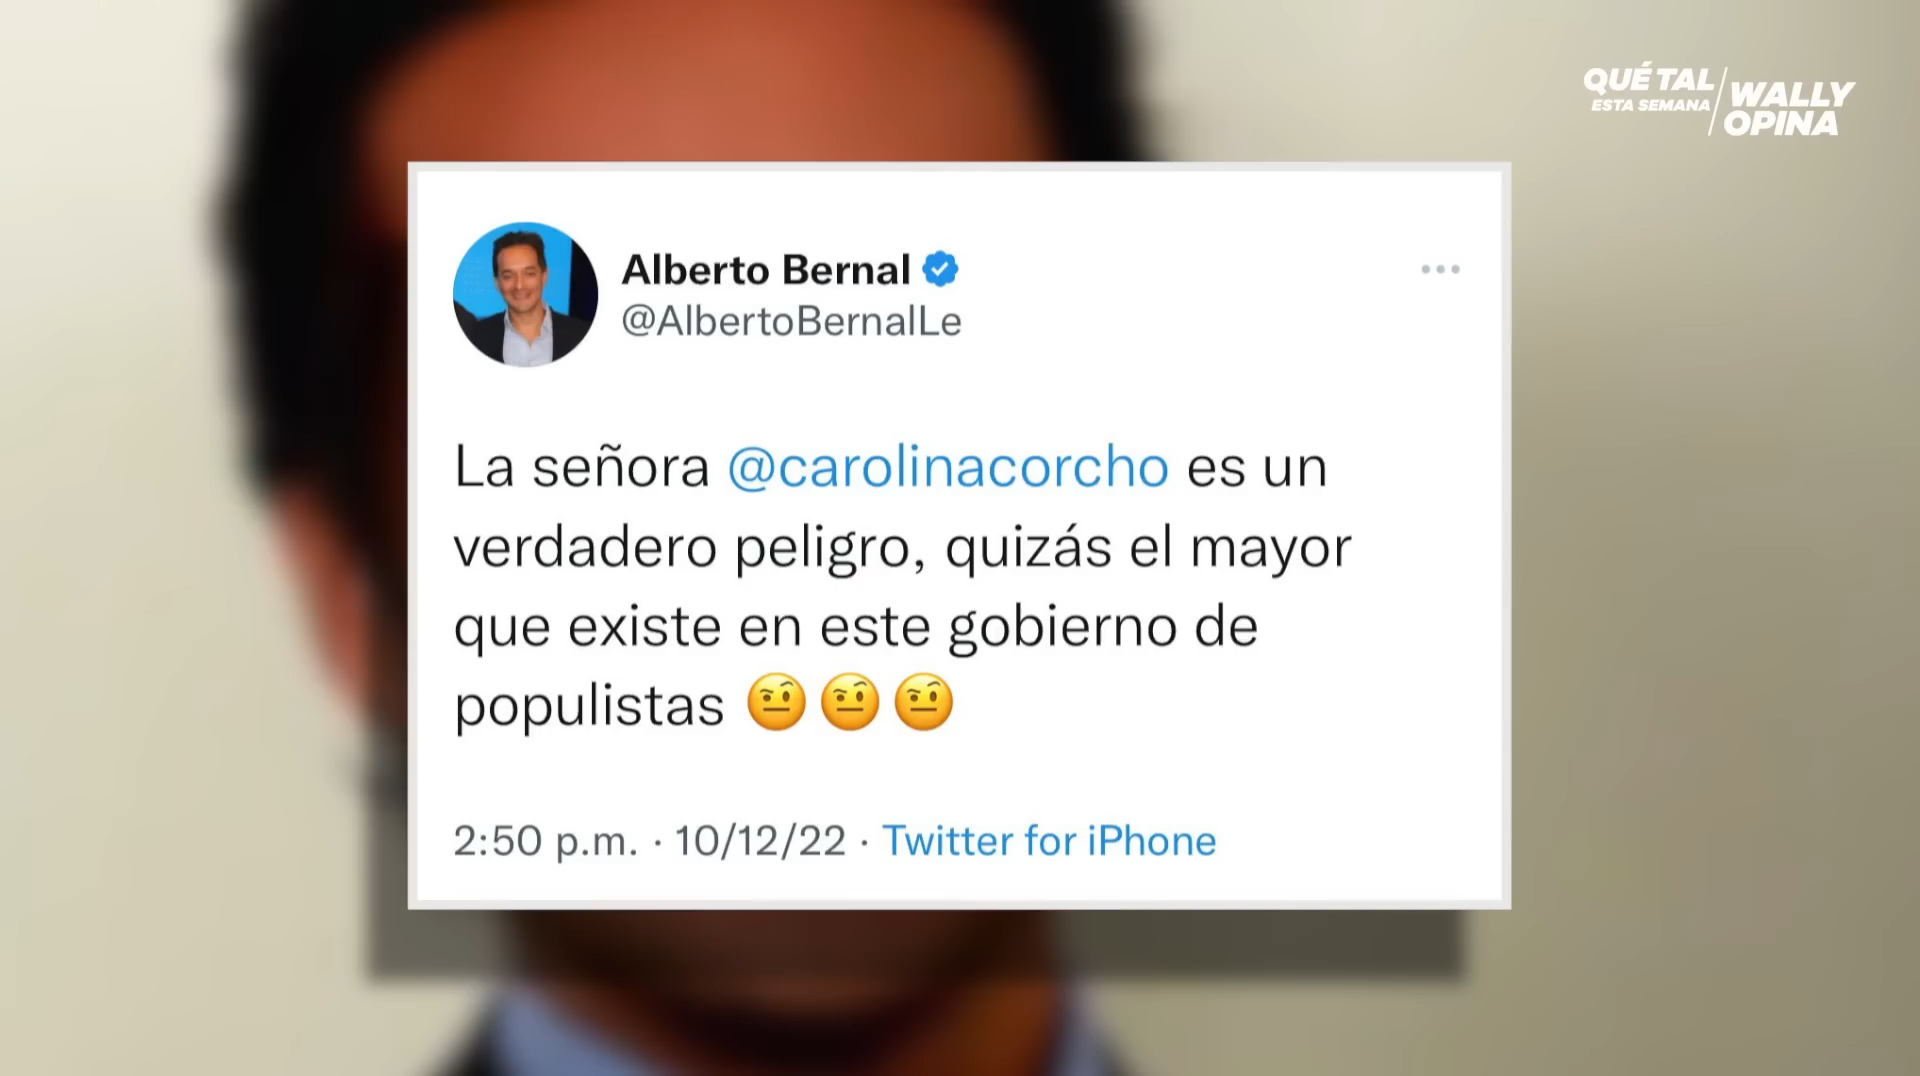 QUÉ TAL
ESTA SEMANA
WALLY
OPINA
Alberto Bernal
@AlbertoBernalLe
La señora @carolinacorcho es un
verdadero peligro, quizás el mayor
que existe en este gobierno de
populistas 🤨🤨🤨
2:50 p.m. · 10/12/22 · Twitter for iPhone